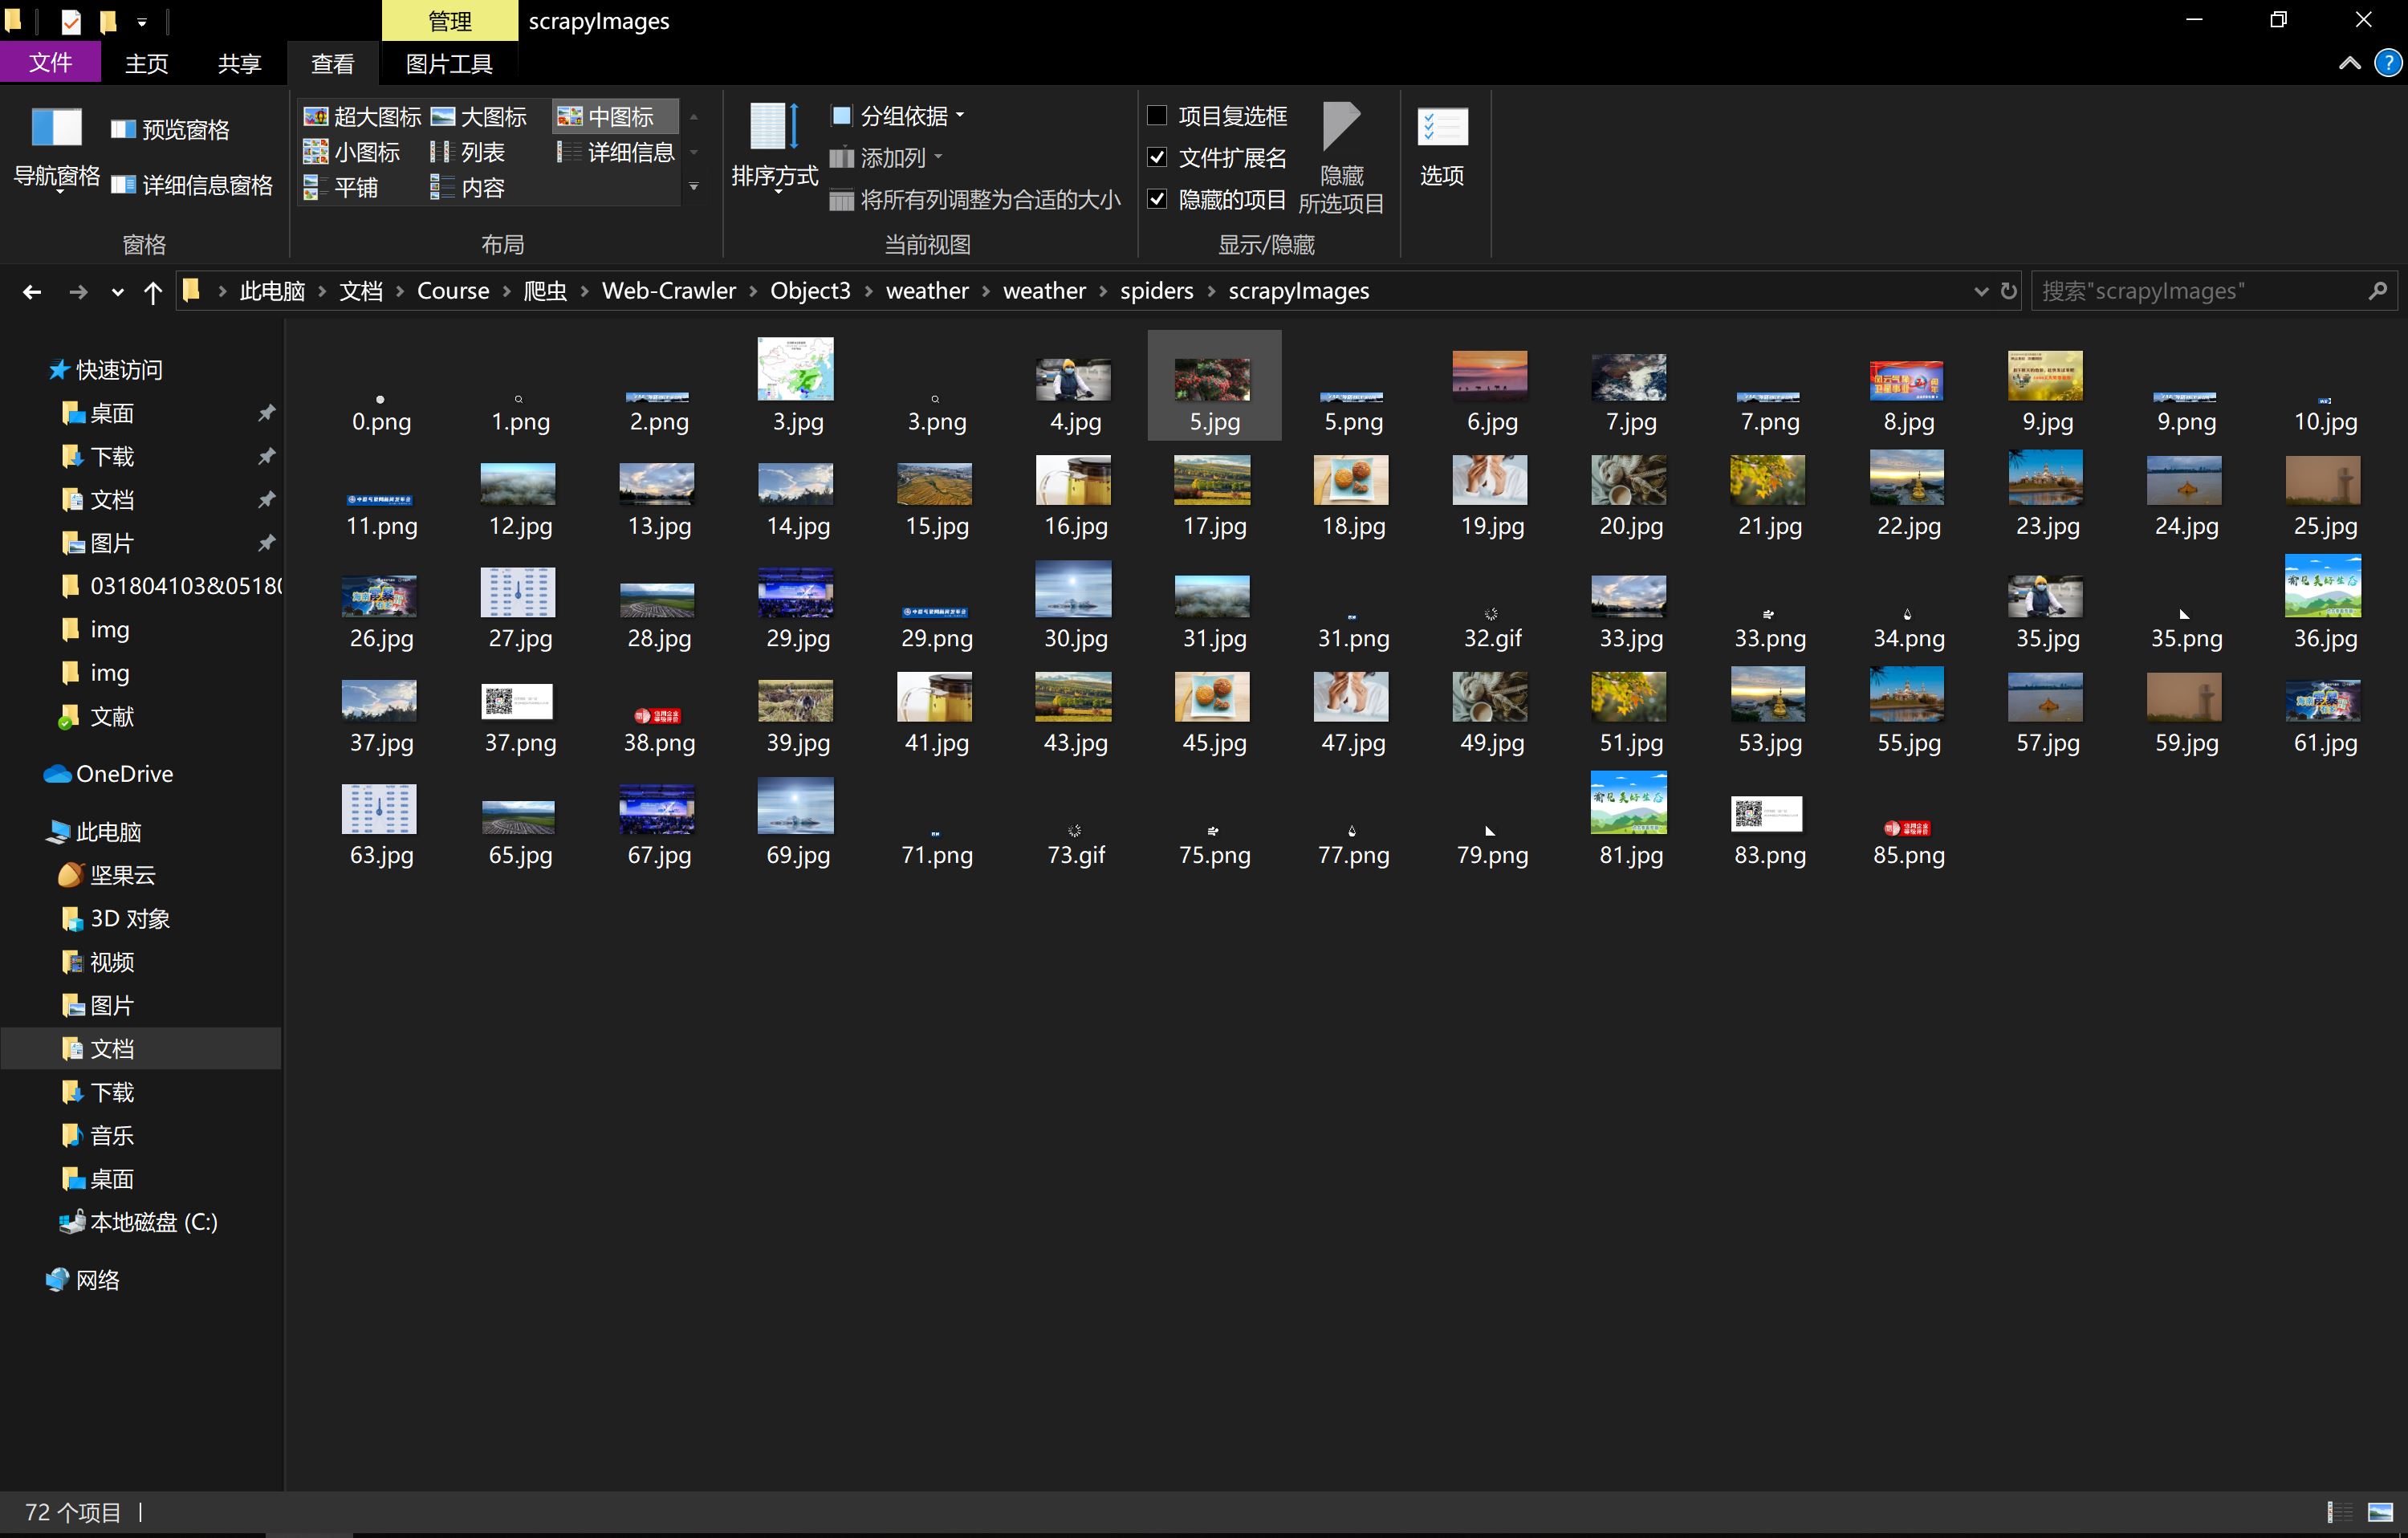 管理 scrapyImages
文件 主页 共享 查看 图片工具
导航窗格
预览窗格
详细信息窗格
窗格
超大图标 大图标 中图标
小图标 列表 详细信息
平铺 内容
布局
排序方式
分组依据
添加列
将所有列调整为合适的大小
当前视图
项目复选框
文件扩展名
隐藏的项目
隐藏
所选项目
显示/隐藏
选项
此电脑 文档 Course 爬虫 Web-Crawler Object3 weather weather spiders scrapyImages
搜索"scrapyImages"
快速访问
桌面
下载
文档
图片
031804103&05180
img
img
文献
OneDrive
此电脑
坚果云
3D 对象
视频
图片
文档
下载
音乐
桌面
本地磁盘 (C:)
网络
0.png 1.png 2.png 3.jpg 3.png 4.jpg 5.jpg 5.png 6.jpg 7.jpg 7.png 8.jpg 9.jpg 9.png 10.jpg
11.png 12.jpg 13.jpg 14.jpg 15.jpg 16.jpg 17.jpg 18.jpg 19.jpg 20.jpg 21.jpg 22.jpg 23.jpg 24.jpg 25.jpg
26.jpg 27.jpg 28.jpg 29.jpg 29.png 30.jpg 31.jpg 31.png 32.gif 33.jpg 33.png 34.png 35.jpg 35.png 36.jpg
37.jpg 37.png 38.png 39.jpg 41.jpg 43.jpg 45.jpg 47.jpg 49.jpg 51.jpg 53.jpg 55.jpg 57.jpg 59.jpg 61.jpg
63.jpg 65.jpg 67.jpg 69.jpg 71.png 73.gif 75.png 77.png 79.png 81.jpg 83.png 85.png
72 个项目